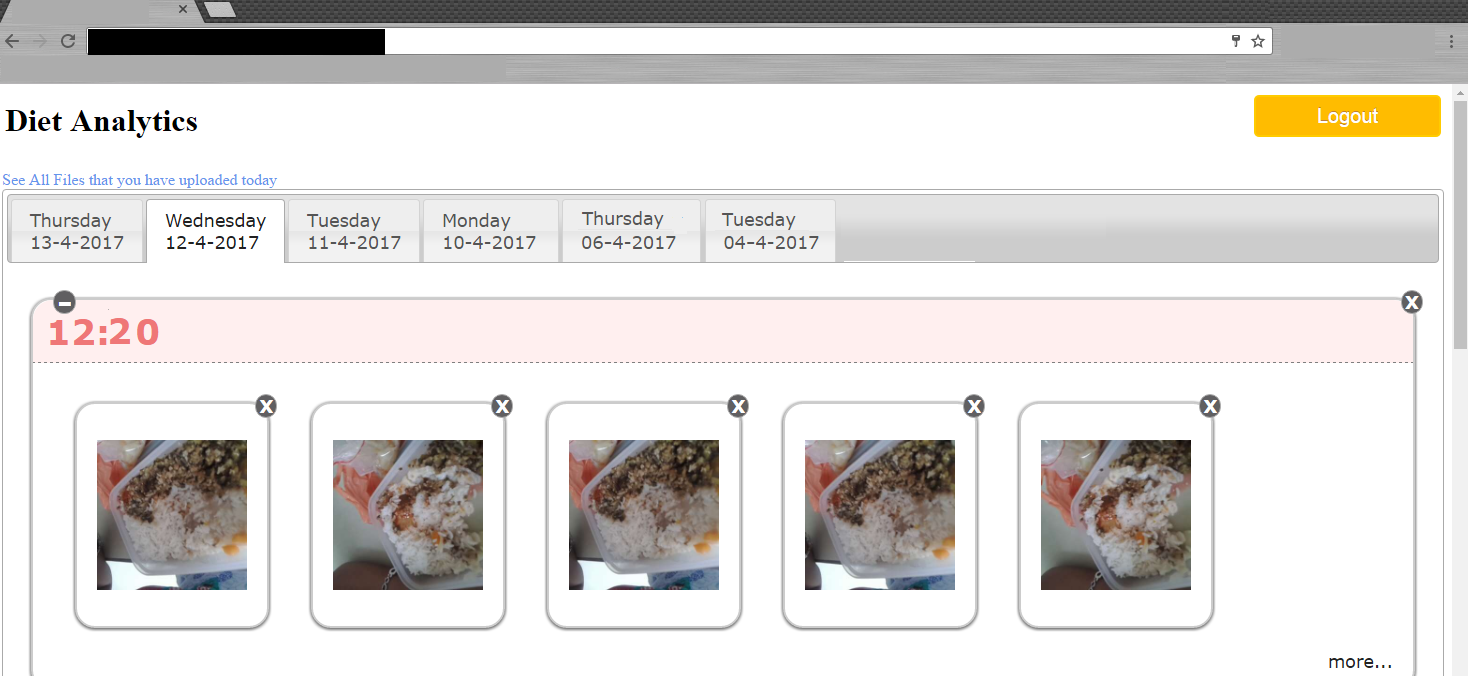 Diet Analytics
Logout
See All Files that you have uploaded today
Thursday
13-4-2017
Wednesday
12-4-2017
Tuesday
11-4-2017
Monday
10-4-2017
Thursday
06-4-2017
Tuesday
04-4-2017
12:20
more...